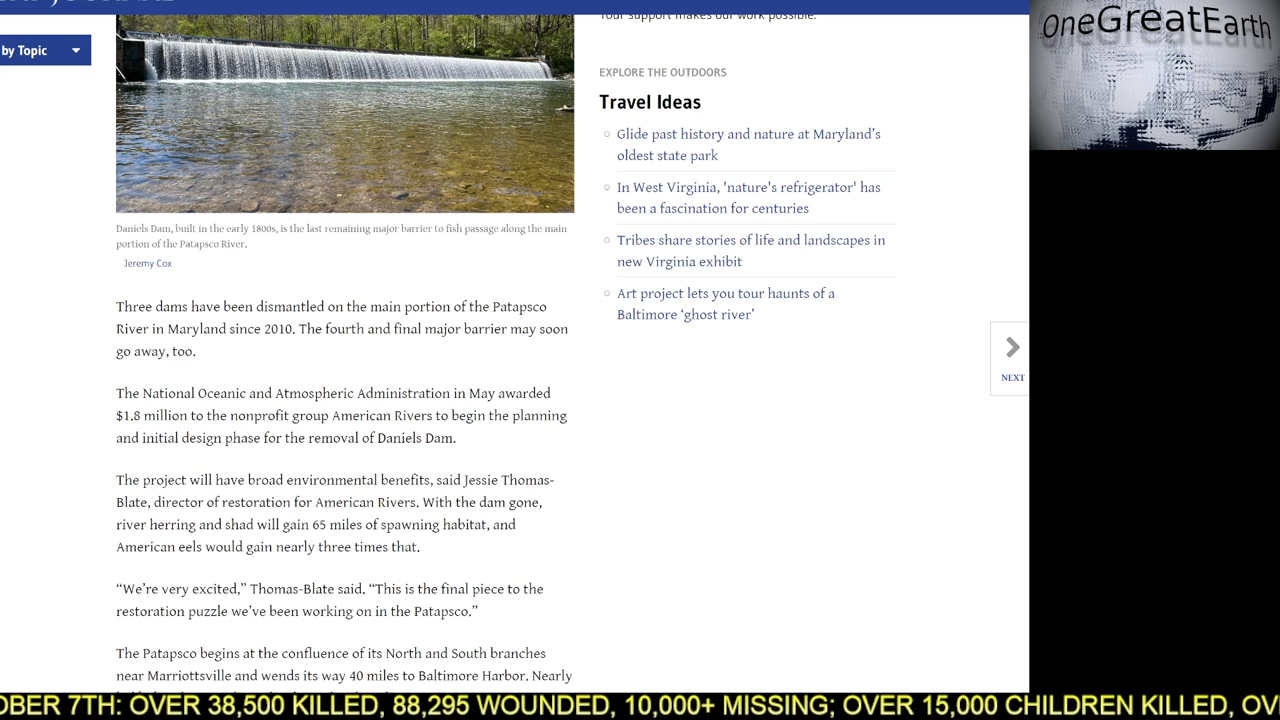 Your support makes our work possible.
OneGreatEarth
by Topic
EXPLORE THE OUTDOORS
Travel Ideas
Glide past history and nature at Maryland’s
oldest state park
In West Virginia, 'nature's refrigerator' has
been a fascination for centuries
Tribes share stories of life and landscapes in
new Virginia exhibit
Art project lets you tour haunts of a
Baltimore ‘ghost river’
Daniels Dam, built in the early 1800s, is the last remaining major barrier to fish passage along the main
portion of the Patapsco River.
Jeremy Cox
Three dams have been dismantled on the main portion of the Patapsco
River in Maryland since 2010. The fourth and final major barrier may soon
go away, too.
NEXT
The National Oceanic and Atmospheric Administration in May awarded
$1.8 million to the nonprofit group American Rivers to begin the planning
and initial design phase for the removal of Daniels Dam.
The project will have broad environmental benefits, said Jessie Thomas-
Blate, director of restoration for American Rivers. With the dam gone,
river herring and shad will gain 65 miles of spawning habitat, and
American eels would gain nearly three times that.
“We’re very excited,” Thomas-Blate said. “This is the final piece to the
restoration puzzle we’ve been working on in the Patapsco.”
The Patapsco begins at the confluence of its North and South branches
near Marriottsville and wends its way 40 miles to Baltimore Harbor. Nearly
OBER 7TH: OVER 38,500 KILLED, 88,295 WOUNDED, 10,000+ MISSING; OVER 15,000 CHILDREN KILLED, OV